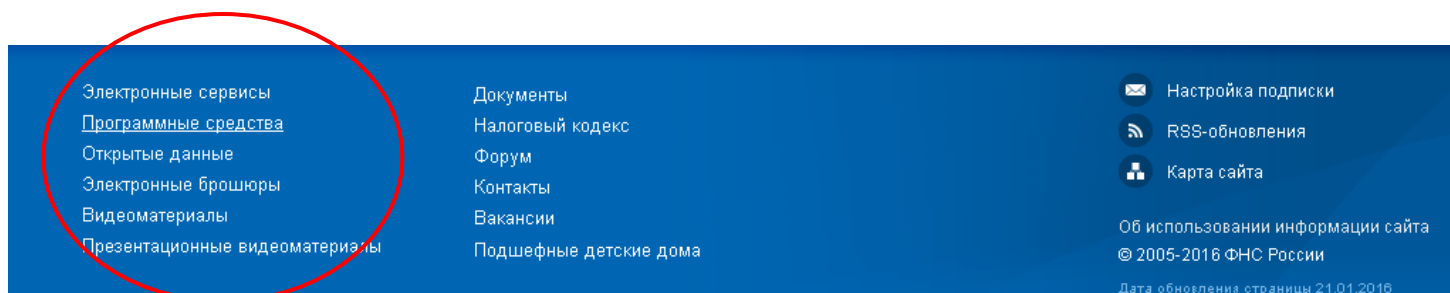 Электронные сервисы
Программные средства
Открытые данные
Электронные брошюры
Видеоматериалы
Презентационные видеоматериалы
Документы
Налоговый кодекс
Форум
Контакты
Вакансии
Подшефные детские дома
Настройка подписки
RSS-обновления
Карта сайта
Об использовании информации сайта
© 2005-2016 ФНС России
Дата обновления страницы 21.01.2016